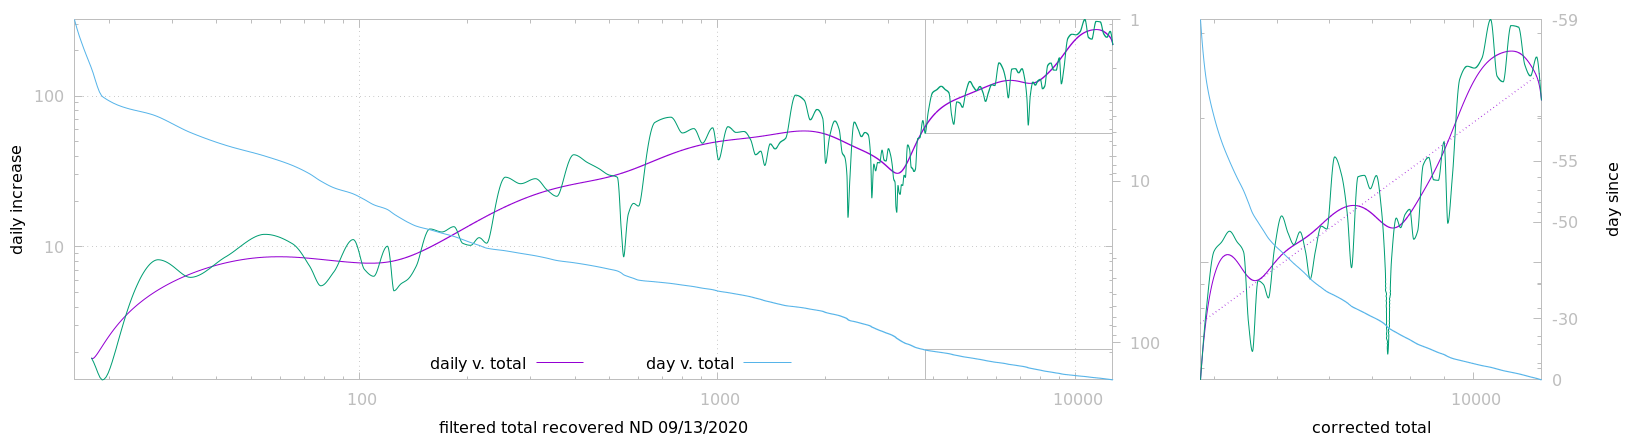 daily increase
100
10
daily v. total
day v. total
100
1000
10000
filtered total recovered ND 09/13/2020
1
10
100
10000
corrected total
-59
-55
-50
-30
0
day since